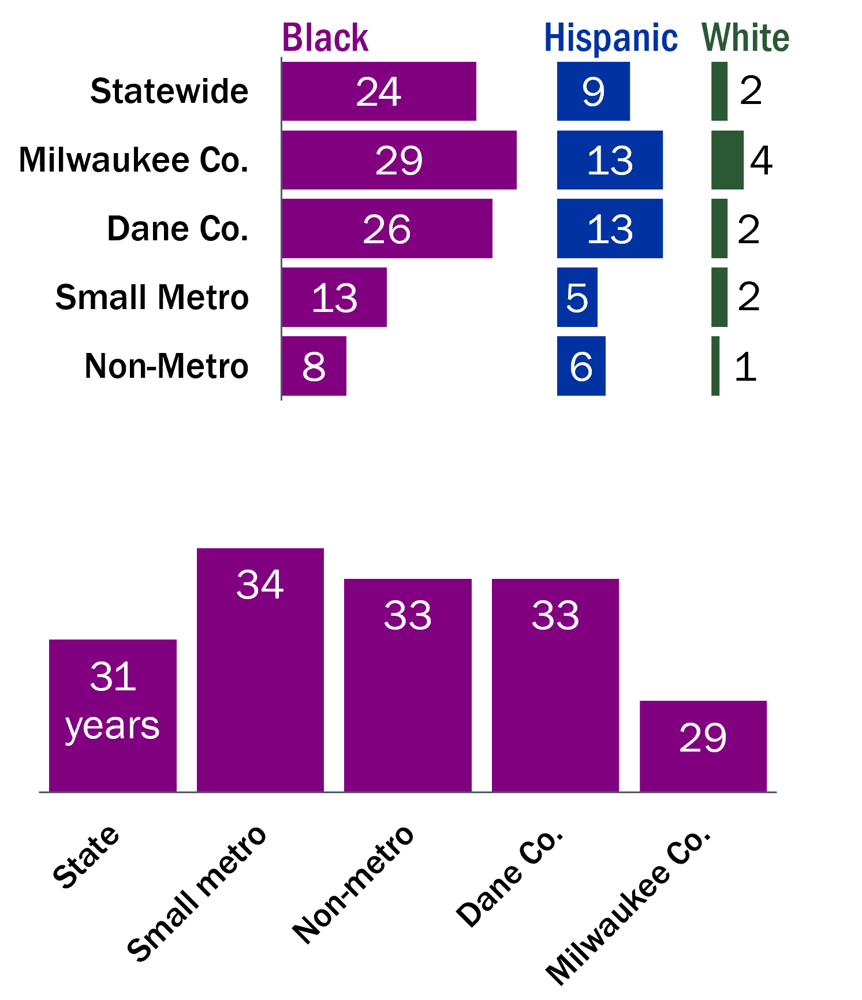 Black Hispanic White
Statewide 24 9 2
Milwaukee Co. 29 13 4
Dane Co. 26 13 2
Small Metro 13 5 2
Non-Metro 8 6 1
34
33 33
31
years
29
State Small metro Non-metro Dane Co. Milwaukee Co.